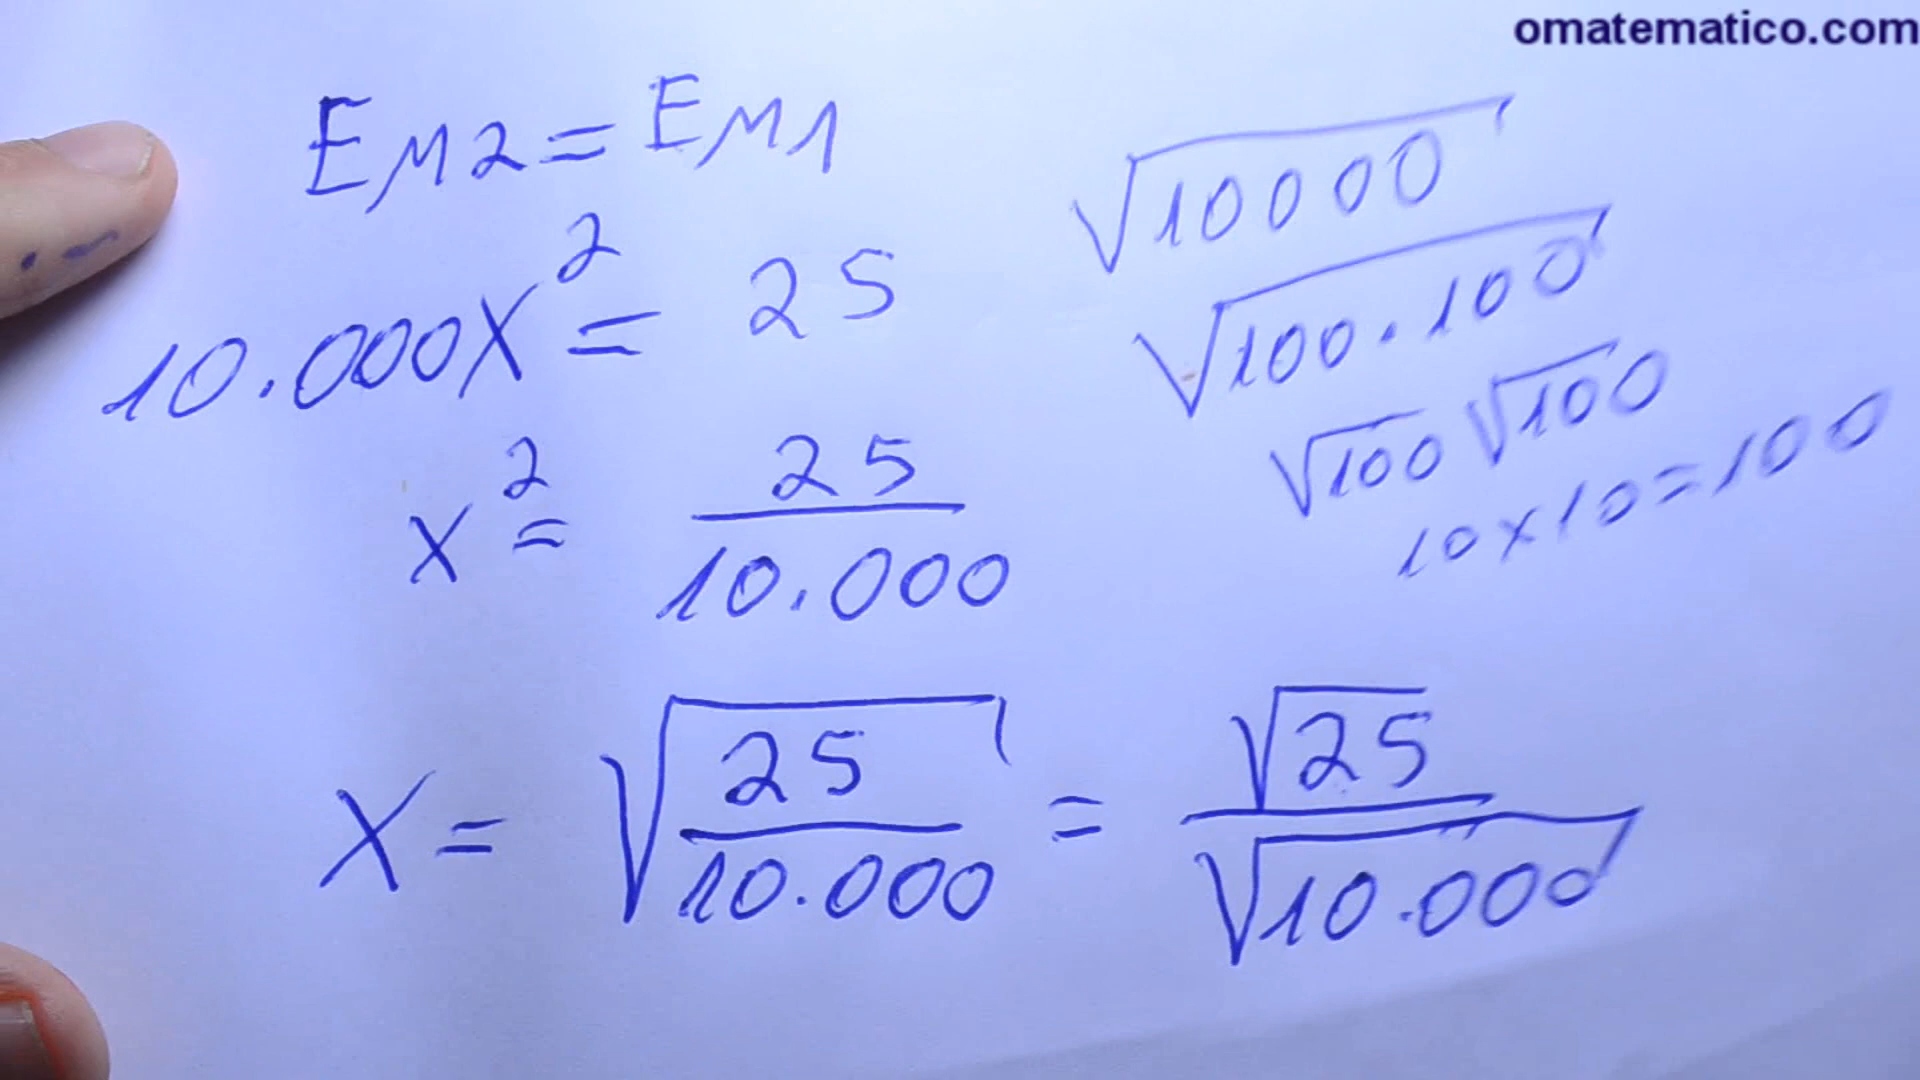 omatematico.com
EM2 = EM1
10.000X² = 25
x² = 25/10.000
X = √(25/10.000) = √25/√10.000
√10000
√100.100
√100 √100
10x10=100